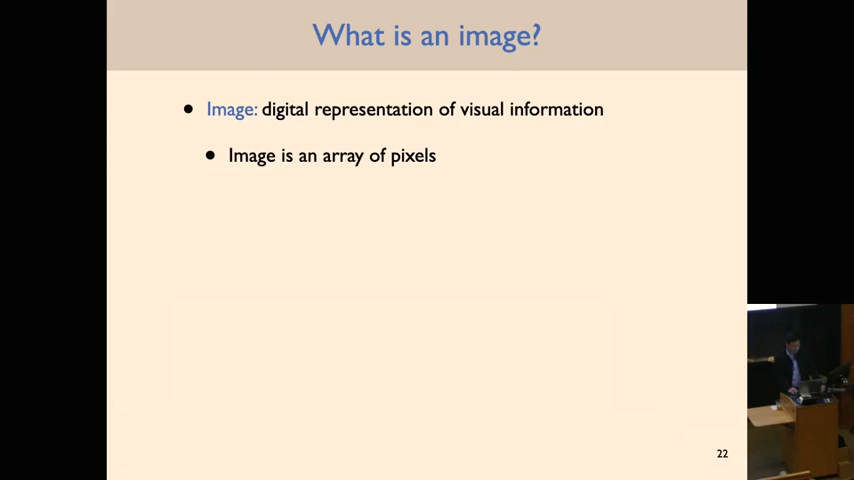 What is an image?
● Image: digital representation of visual information
● Image is an array of pixels
22